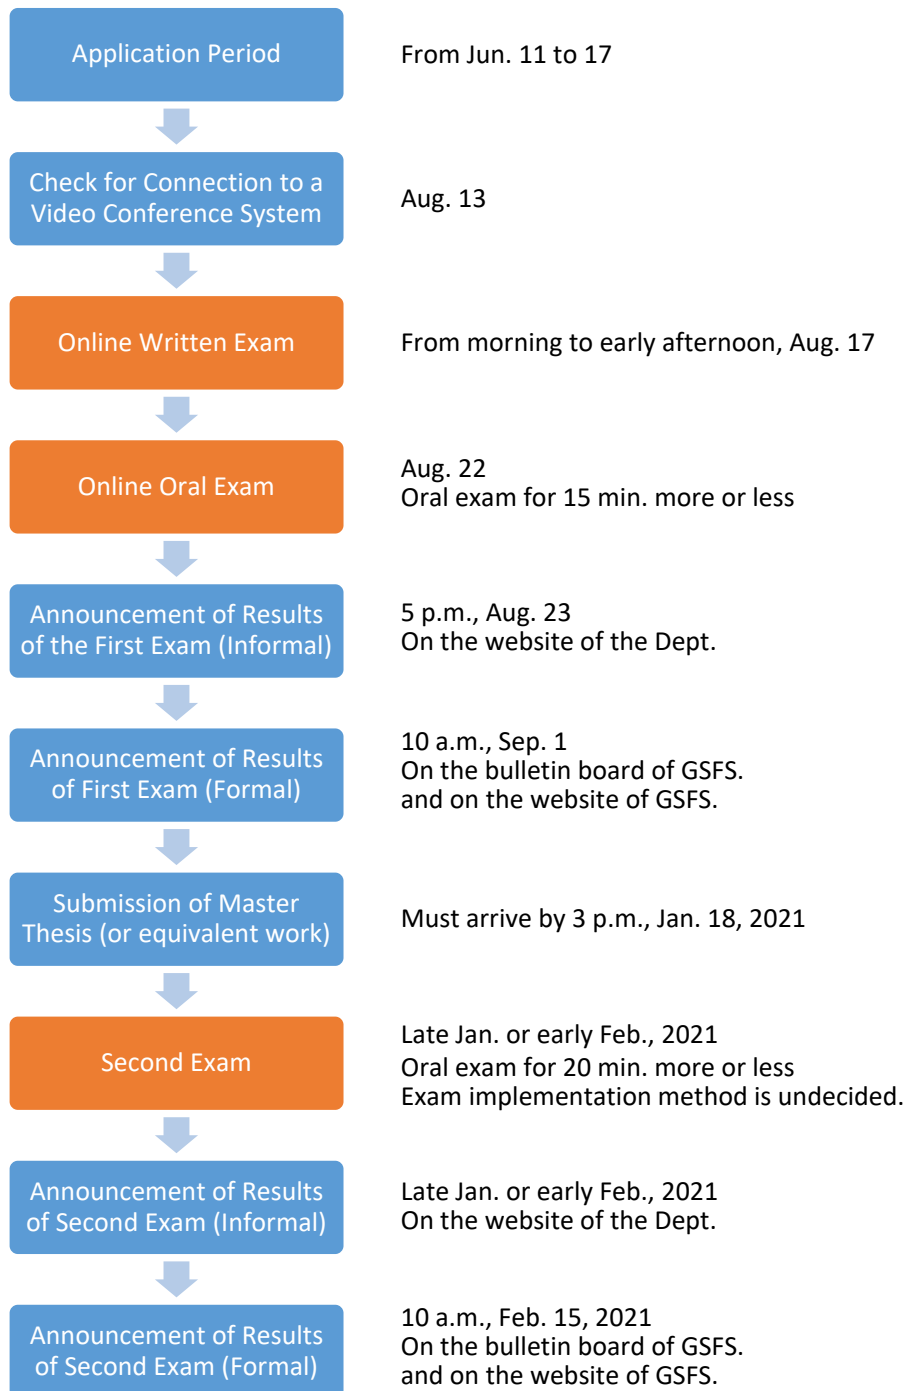 Application Period
From Jun. 11 to 17
Check for Connection to a
Video Conference System
Aug. 13
Online Written Exam
From morning to early afternoon, Aug. 17
Online Oral Exam
Aug. 22
Oral exam for 15 min. more or less
Announcement of Results
of the First Exam (Informal)
5 p.m., Aug. 23
On the website of the Dept.
Announcement of Results
of First Exam (Formal)
10 a.m., Sep. 1
On the bulletin board of GSFS.
and on the website of GSFS.
Submission of Master
Thesis (or equivalent work)
Must arrive by 3 p.m., Jan. 18, 2021
Second Exam
Late Jan. or early Feb., 2021
Oral exam for 20 min. more or less
Exam implementation method is undecided.
Announcement of Results
of Second Exam (Informal)
Late Jan. or early Feb., 2021
On the website of the Dept.
Announcement of Results
of Second Exam (Formal)
10 a.m., Feb. 15, 2021
On the bulletin board of GSFS.
and on the website of GSFS.